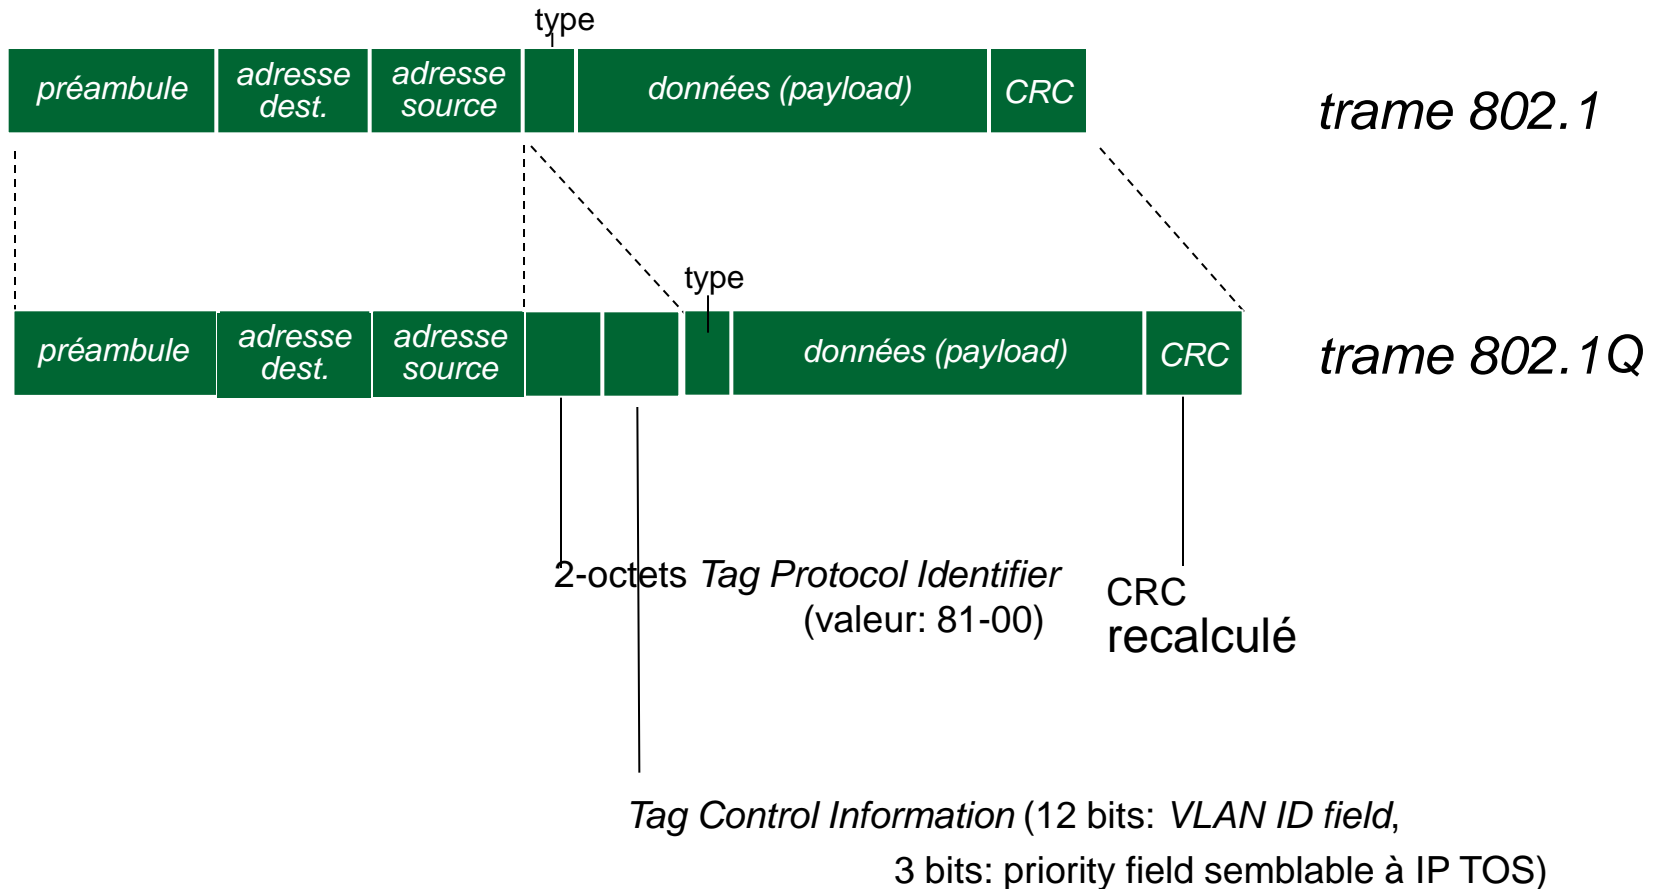 type
préambule
adresse
dest.
adresse
source
données (payload)
CRC
trame 802.1
type
préambule
adresse
dest.
adresse
source
données (payload)
CRC
trame 802.1Q
2-octets Tag Protocol Identifier
(valeur: 81-00)
CRC
recalculé
Tag Control Information (12 bits: VLAN ID field,
3 bits: priority field semblable à IP TOS)